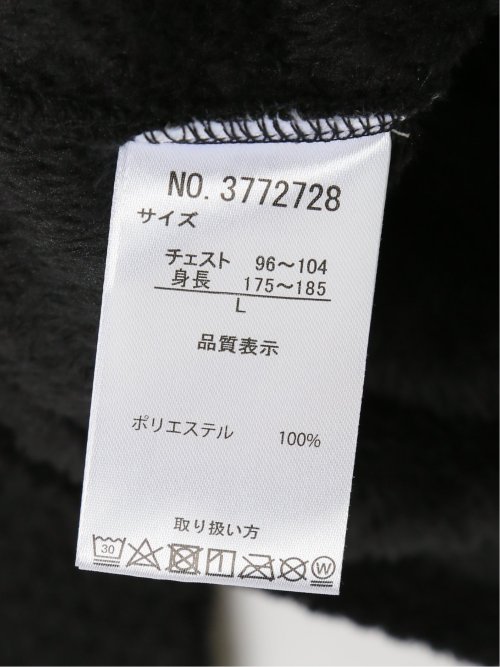 NO. 3772728
サイズ
チェスト 96〜104
身長 175〜185
L
品質表示
ポリエステル 100%
取り扱い方
30 W